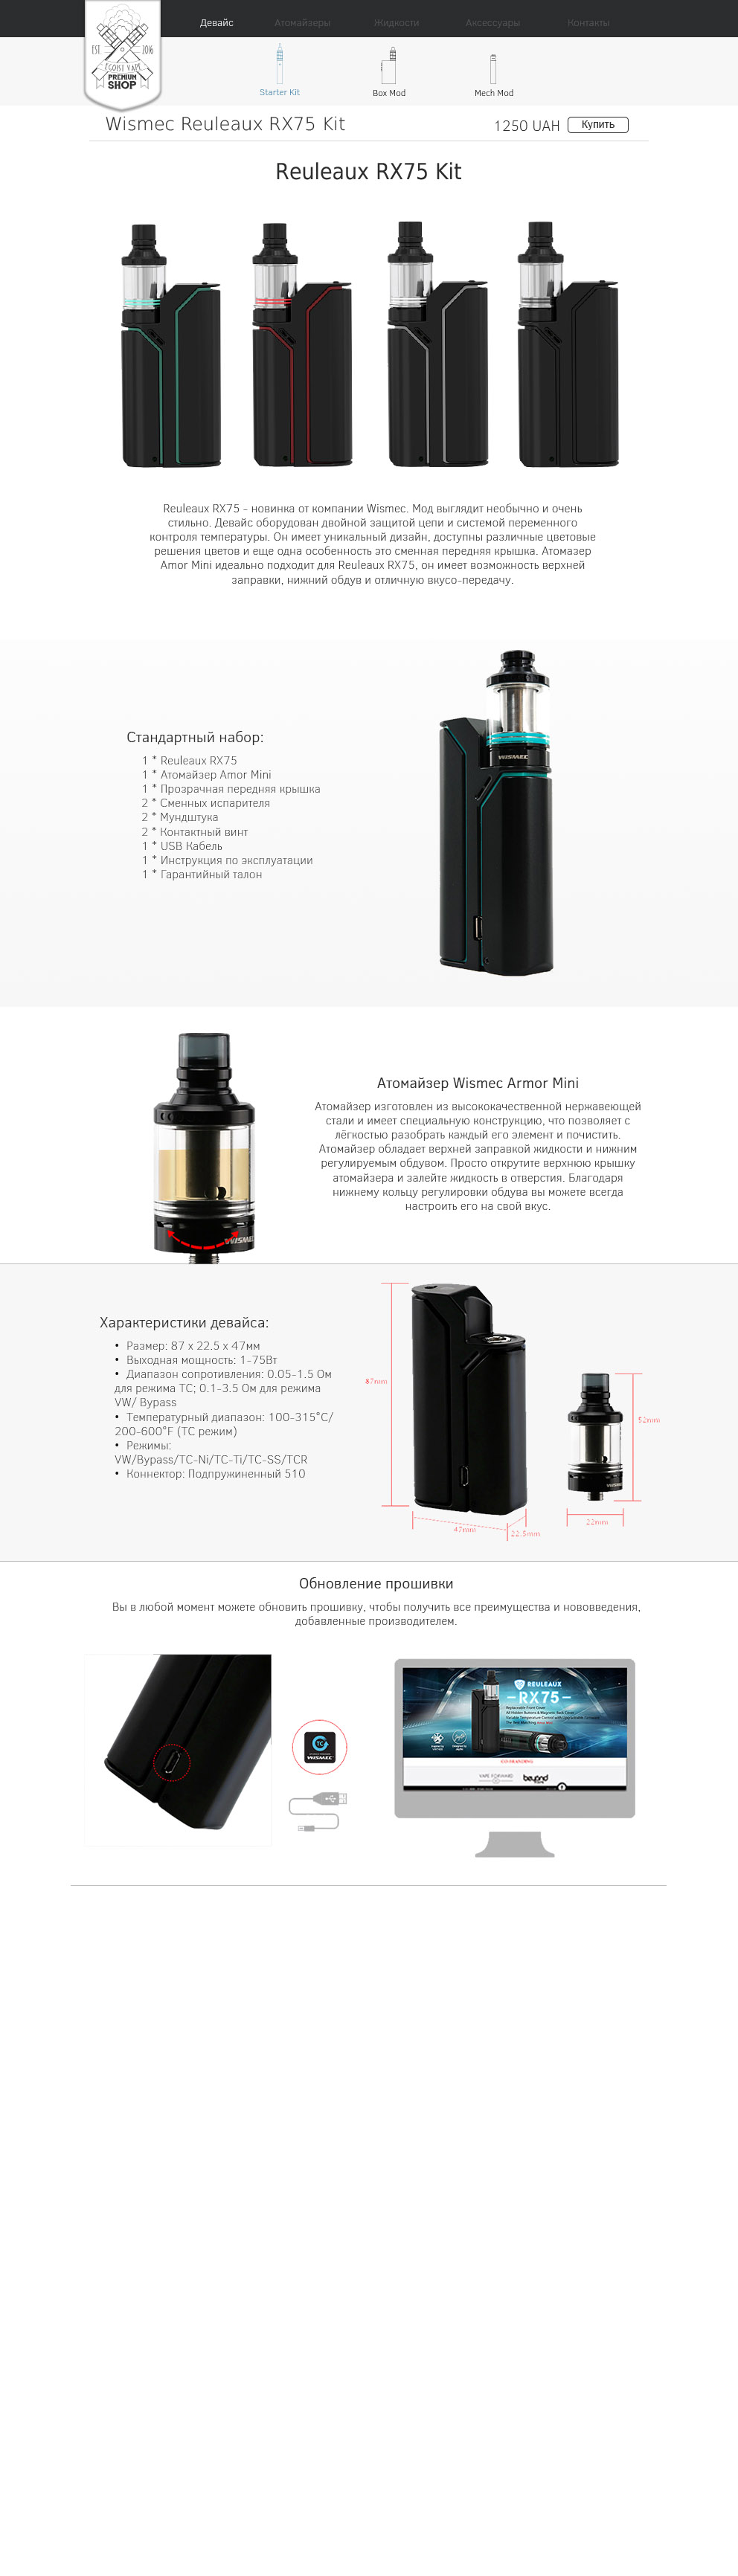 Девайс
Атомайзеры
Жидкости
Аксессуары
Контакты
EST
2016
COIST VAPE
PREMIUM
SHOP
Starter Kit
Box Mod
Mech Mod
Wismec Reuleaux RX75 Kit
1250 UAH
Купить
Reuleaux RX75 Kit
Reuleaux RX75 - новинка от компании Wismec. Мод выглядит необычно и очень
стильно. Девайс оборудован двойной защитой цепи и системой переменного
контроля температуры. Он имеет уникальный дизайн, доступны различные цветовые
решения цветов и еще одна особенность это сменная передняя крышка. Атомазер
Amor Mini идеально подходит для Reuleaux RX75, он имеет возможность верхней
заправки, нижний обдув и отличную вкусо-передачу.
Стандартный набор:
1 * Reuleaux RX75
1 * Атомайзер Amor Mini
1 * Прозрачная передняя крышка
2 * Сменных испарителя
2 * Мундштука
2 * Контактный винт
1 * USB Кабель
1 * Инструкция по эксплуатации
1 * Гарантийный талон
WISMEC
Атомайзер Wismec Armor Mini
Атомайзер изготовлен из высококачественной нержавеющей
стали и имеет специальную конструкцию, что позволяет с
лёгкостью разобрать каждый его элемент и почистить.
Атомайзер обладает верхней заправкой жидкости и нижним
регулируемым обдувом. Просто открутите верхнюю крышку
атомайзера и залейте жидкость в отверстия. Благодаря
нижнему кольцу регулировки обдува вы можете всегда
настроить его на свой вкус.
WISMEC
Характеристики девайса:
• Размер: 87 x 22.5 x 47мм
• Выходная мощность: 1-75Вт
• Диапазон сопротивления: 0.05-1.5 Ом
для режима TC; 0.1-3.5 Ом для режима
VW/ Bypass
• Температурный диапазон: 100-315°C/
200-600°F (TC режим)
• Режимы:
VW/Bypass/TC-Ni/TC-Ti/TC-SS/TCR
• Коннектор: Подпружиненный 510
87mm
47mm
22.5mm
52mm
22mm
Обновление прошивки
Вы в любой момент можете обновить прошивку, чтобы получить все преимущества и нововведения,
добавленные производителем.
TC
WISMEC
REULEAUX
RX75
Replaceable Front Cover
VAPE FORWARD
beyond